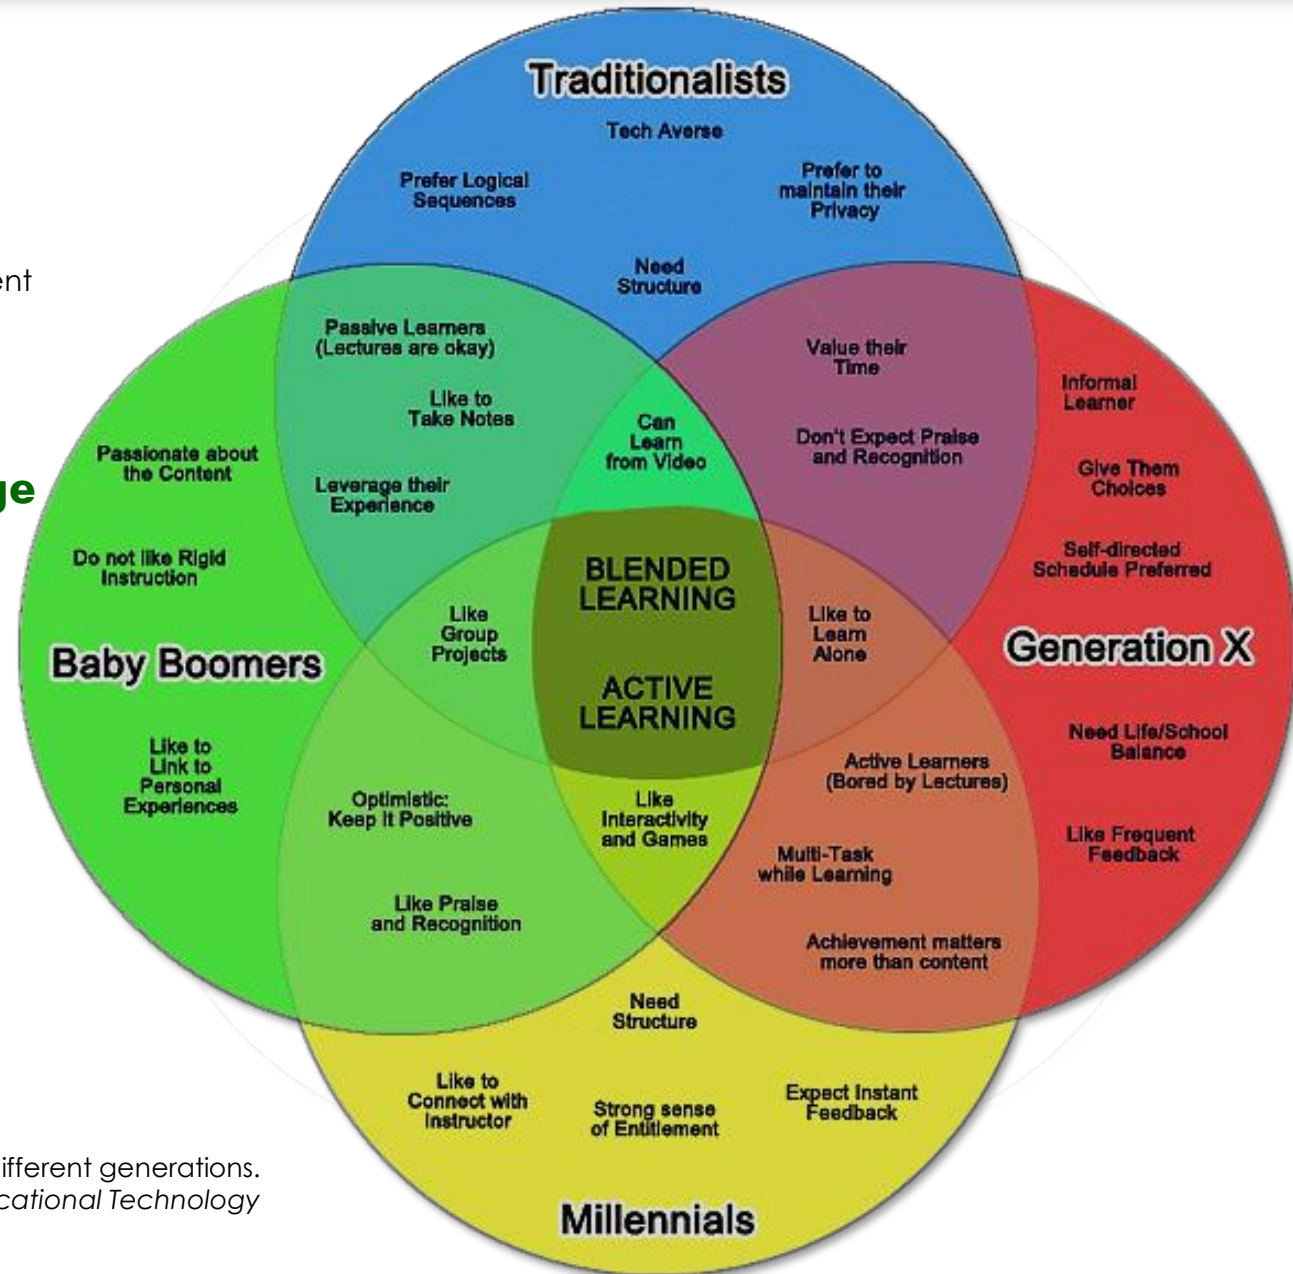 Traditionalists
Tech Averse
Prefer Logical
Sequences
Prefer to
maintain their
Privacy
Need
Structure
ent
Passive Learners
(Lectures are okay)
Like to
Take Notes
Leverage their
Experience
Can
Learn
from Video
Value their
Time
Don't Expect Praise
and Recognition
Informal
Learner
Give Them
Choices
Self-directed
Schedule Preferred
Passionate about
the Content
ge
Do not like Rigid
Instruction
Baby Boomers
Like to
Link to
Personal
Experiences
Like
Group
Projects
BLENDED
LEARNING
ACTIVE
LEARNING
Like to
Learn
Alone
Generation X
Need Life/School
Balance
Like Frequent
Feedback
Optimistic:
Keep it Positive
Like Praise
and Recognition
Like
Interactivity
and Games
Active Learners
(Bored by Lectures)
Multi-Task
while Learning
Achievement matters
more than content
Need
Structure
Like to
Connect with
Instructor
Strong sense
of Entitlement
Expect Instant
Feedback
Millennials
ifferent generations.
cational Technology